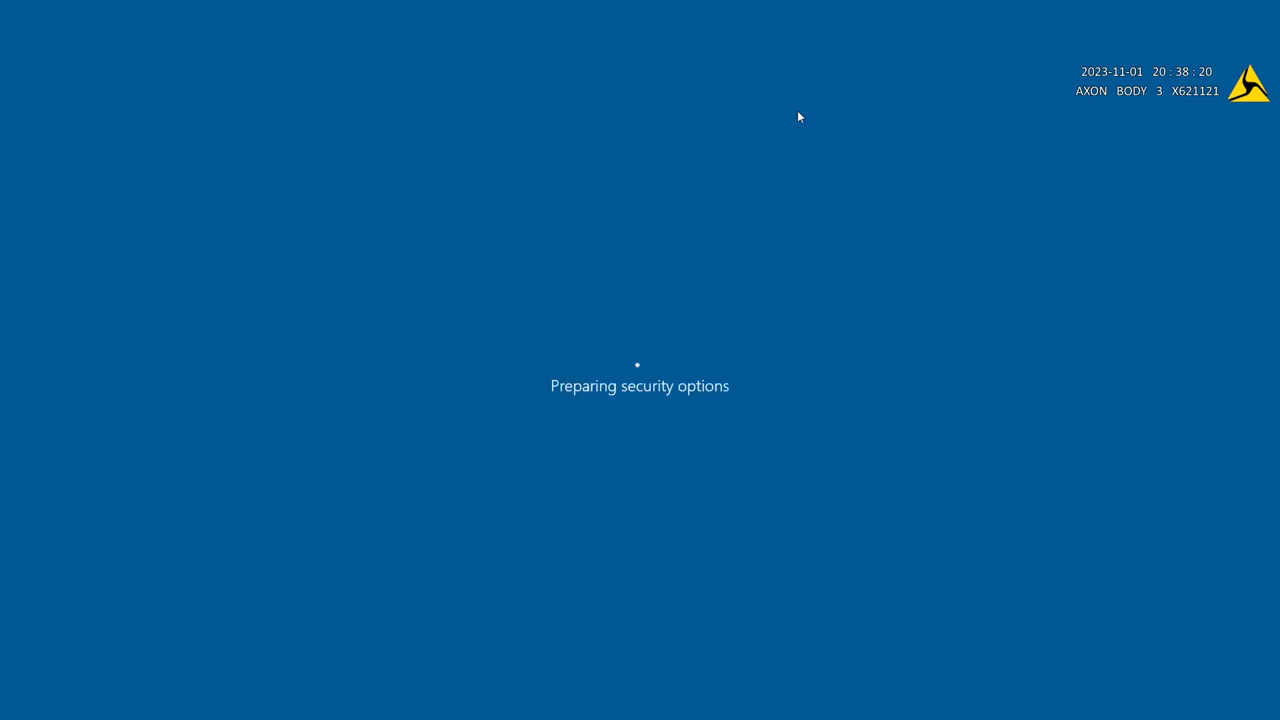 2023-11-01 20 : 38 : 20
AXON BODY 3 X621121
Preparing security options